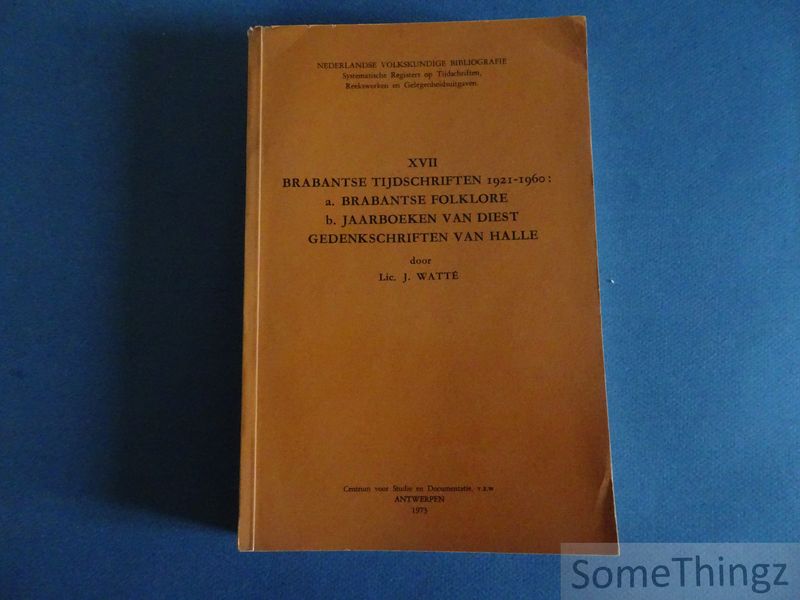 NEDERLANDSE VOLKSKUNDIGE BIBLIOGRAFIE
Systematische Registers op Tijdschriften,
Reekswerken en Gelegenheidsuitgaven.
XVII
BRABANTSE TIJDSCHRIFTEN 1921-1960:
a. BRABANTSE FOLKLORE
b. JAARBOEKEN VAN DIEST
GEDENKSCHRIFTEN VAN HALLE
door
Lic. J. WATTÉ
Centrum voor Studie en Documentatie, v.z.w
ANTWERPEN
1973
SomeThingz